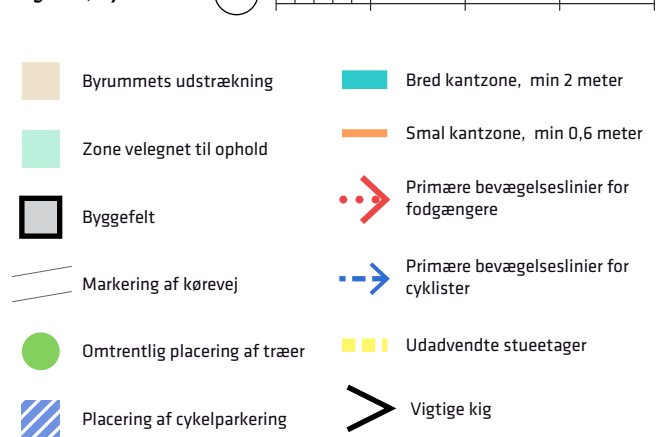 Byrummets udstrækning
Zone velegnet til ophold
Byggefelt
Markering af kørevej
Omtrentlig placering af træer
Placering af cykelparkering
Bred kantzone, min 2 meter
Smal kantzone, min 0,6 meter
Primære bevægelseslinier for
fodgængere
Primære bevægelseslinier for
cyklister
Udadvendte stueetager
Vigtige kig